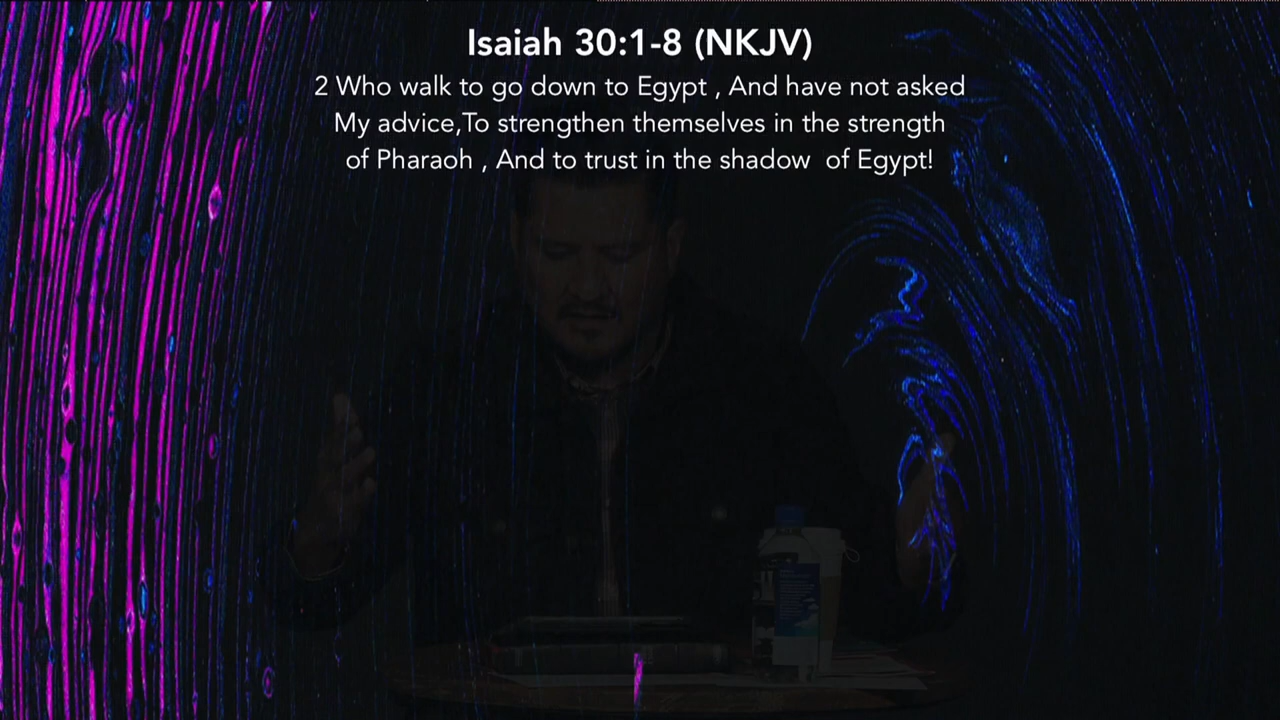 Isaiah 30:1-8 (NKJV)
2 Who walk to go down to Egypt , And have not asked
My advice,To strengthen themselves in the strength
of Pharaoh , And to trust in the shadow  of Egypt!